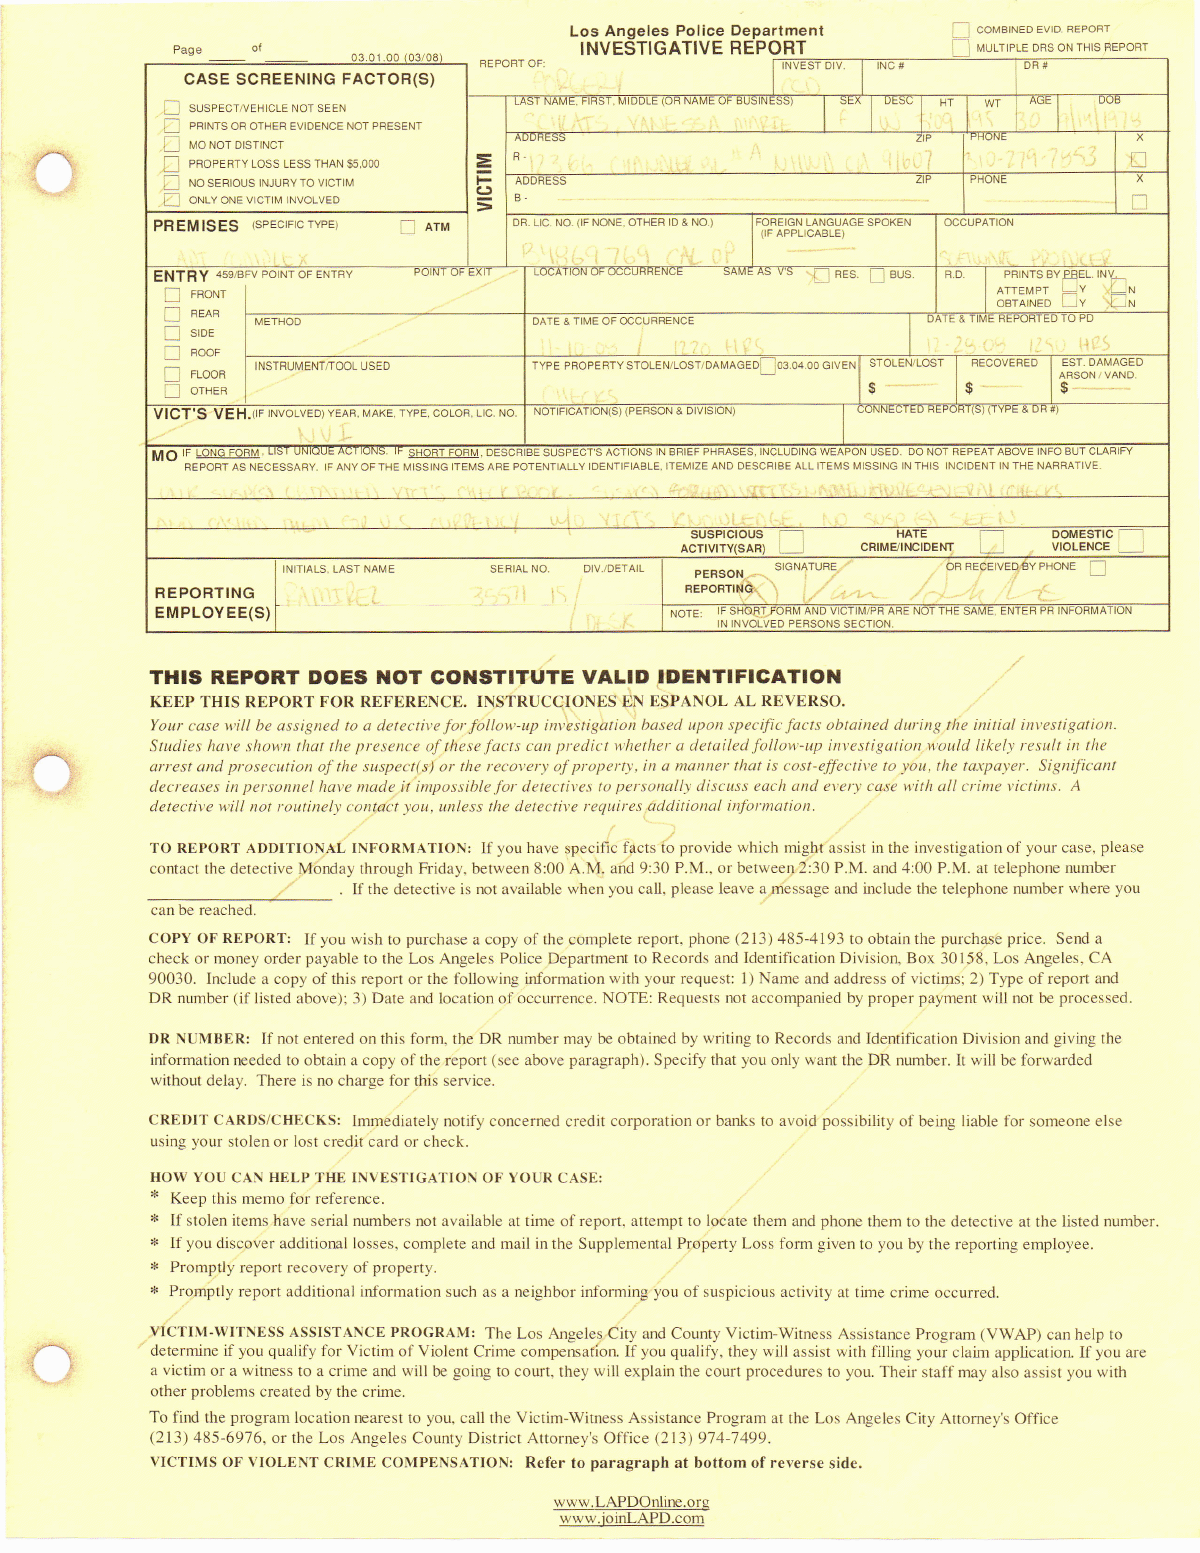 Los Angeles Police Department
INVESTIGATIVE REPORT
Page ____ of ____
03.01.00 (03/08)
COMBINED EVID. REPORT
MULTIPLE DRS ON THIS REPORT
CASE SCREENING FACTOR(S)
SUSPECT/VEHICLE NOT SEEN
PRINTS OR OTHER EVIDENCE NOT PRESENT
MO NOT DISTINCT
PROPERTY LOSS LESS THAN $5,000
NO SERIOUS INJURY TO VICTIM
ONLY ONE VICTIM INVOLVED
REPORT OF: FORGERY
INVEST DIV. CCD
INC #
DR #
VICTIM
LAST NAME, FIRST, MIDDLE (OR NAME OF BUSINESS) SEX DESC HT WT AGE DOB
VANESSA MARIE F W 509 195 30
ADDRESS ZIP PHONE X
R - 12366 CHANDLER BL # A NHWD CA 91607 310-279-7853
ADDRESS ZIP PHONE X
B -
PREMISES (SPECIFIC TYPE) ATM
APT COMPLEX
DR. LIC. NO. (IF NONE, OTHER ID & NO.)
B4869769 CAL OP
FOREIGN LANGUAGE SPOKEN
(IF APPLICABLE)
OCCUPATION
PRODUCER
ENTRY 459/BFV POINT OF ENTRY POINT OF EXIT
FRONT
REAR
SIDE
ROOF
FLOOR
OTHER
METHOD
INSTRUMENT/TOOL USED
LOCATION OF OCCURRENCE SAME AS V'S RES. BUS.
R.D.
PRINTS BY PREL. INV.
ATTEMPT Y N
OBTAINED Y N
DATE & TIME OF OCCURRENCE
11-10-08 / 1220 HRS
DATE & TIME REPORTED TO PD
12-28-08 1250 HRS
TYPE PROPERTY STOLEN/LOST/DAMAGED 03.04.00 GIVEN
CHECKS
STOLEN/LOST
$
RECOVERED
$
EST. DAMAGED
ARSON / VAND.
$
VICT'S VEH. (IF INVOLVED) YEAR, MAKE, TYPE, COLOR, LIC. NO.
NVI
NOTIFICATION(S) (PERSON & DIVISION)
CONNECTED REPORT(S) (TYPE & DR #)
MO IF LONG FORM, LIST UNIQUE ACTIONS. IF SHORT FORM, DESCRIBE SUSPECT'S ACTIONS IN BRIEF PHRASES, INCLUDING WEAPON USED. DO NOT REPEAT ABOVE INFO BUT CLARIFY
REPORT AS NECESSARY. IF ANY OF THE MISSING ITEMS ARE POTENTIALLY IDENTIFIABLE, ITEMIZE AND DESCRIBE ALL ITEMS MISSING IN THIS INCIDENT IN THE NARRATIVE.
UNK SUSP(S) OBTAINED VICT'S CHECK BOOK. SUSP(S) FORGED VICT'S NAME SEVERAL CHECKS
AND CASHED THEM FOR U.S. CURRENCY W/O VICT'S KNOWLEDGE. NO SUSP(S) SEEN.
SUSPICIOUS
ACTIVITY(SAR)
HATE
CRIME/INCIDENT
DOMESTIC
VIOLENCE
REPORTING
EMPLOYEE(S)
INITIALS, LAST NAME SERIAL NO. DIV./DETAIL
RAMIREZ 15/
DESK
PERSON
REPORTING
SIGNATURE
OR RECEIVED BY PHONE
NOTE: IF SHORT FORM AND VICTIM/PR ARE NOT THE SAME, ENTER PR INFORMATION
IN INVOLVED PERSONS SECTION.
THIS REPORT DOES NOT CONSTITUTE VALID IDENTIFICATION
KEEP THIS REPORT FOR REFERENCE. INSTRUCCIONES EN ESPANOL AL REVERSO.
Your case will be assigned to a detective for follow-up investigation based upon specific facts obtained during the initial investigation.
Studies have shown that the presence of these facts can predict whether a detailed follow-up investigation would likely result in the
arrest and prosecution of the suspect(s) or the recovery of property, in a manner that is cost-effective to you, the taxpayer. Significant
decreases in personnel have made it impossible for detectives to personally discuss each and every case with all crime victims. A
detective will not routinely contact you, unless the detective requires additional information.
TO REPORT ADDITIONAL INFORMATION: If you have specific facts to provide which might assist in the investigation of your case, please
contact the detective Monday through Friday, between 8:00 A.M. and 9:30 P.M., or between 2:30 P.M. and 4:00 P.M. at telephone number
____________________ . If the detective is not available when you call, please leave a message and include the telephone number where you
can be reached.
COPY OF REPORT: If you wish to purchase a copy of the complete report, phone (213) 485-4193 to obtain the purchase price. Send a
check or money order payable to the Los Angeles Police Department to Records and Identification Division, Box 30158, Los Angeles, CA
90030. Include a copy of this report or the following information with your request: 1) Name and address of victims; 2) Type of report and
DR number (if listed above); 3) Date and location of occurrence. NOTE: Requests not accompanied by proper payment will not be processed.
DR NUMBER: If not entered on this form, the DR number may be obtained by writing to Records and Identification Division and giving the
information needed to obtain a copy of the report (see above paragraph). Specify that you only want the DR number. It will be forwarded
without delay. There is no charge for this service.
CREDIT CARDS/CHECKS: Immediately notify concerned credit corporation or banks to avoid possibility of being liable for someone else
using your stolen or lost credit card or check.
HOW YOU CAN HELP THE INVESTIGATION OF YOUR CASE:
* Keep this memo for reference.
* If stolen items have serial numbers not available at time of report, attempt to locate them and phone them to the detective at the listed number.
* If you discover additional losses, complete and mail in the Supplemental Property Loss form given to you by the reporting employee.
* Promptly report recovery of property.
* Promptly report additional information such as a neighbor informing you of suspicious activity at time crime occurred.
VICTIM-WITNESS ASSISTANCE PROGRAM: The Los Angeles City and County Victim-Witness Assistance Program (VWAP) can help to
determine if you qualify for Victim of Violent Crime compensation. If you qualify, they will assist with filling your claim application. If you are
a victim or a witness to a crime and will be going to court, they will explain the court procedures to you. Their staff may also assist you with
other problems created by the crime.
To find the program location nearest to you, call the Victim-Witness Assistance Program at the Los Angeles City Attorney's Office
(213) 485-6976, or the Los Angeles County District Attorney's Office (213) 974-7499.
VICTIMS OF VIOLENT CRIME COMPENSATION: Refer to paragraph at bottom of reverse side.
www.LAPDOnline.org
www.joinLAPD.com